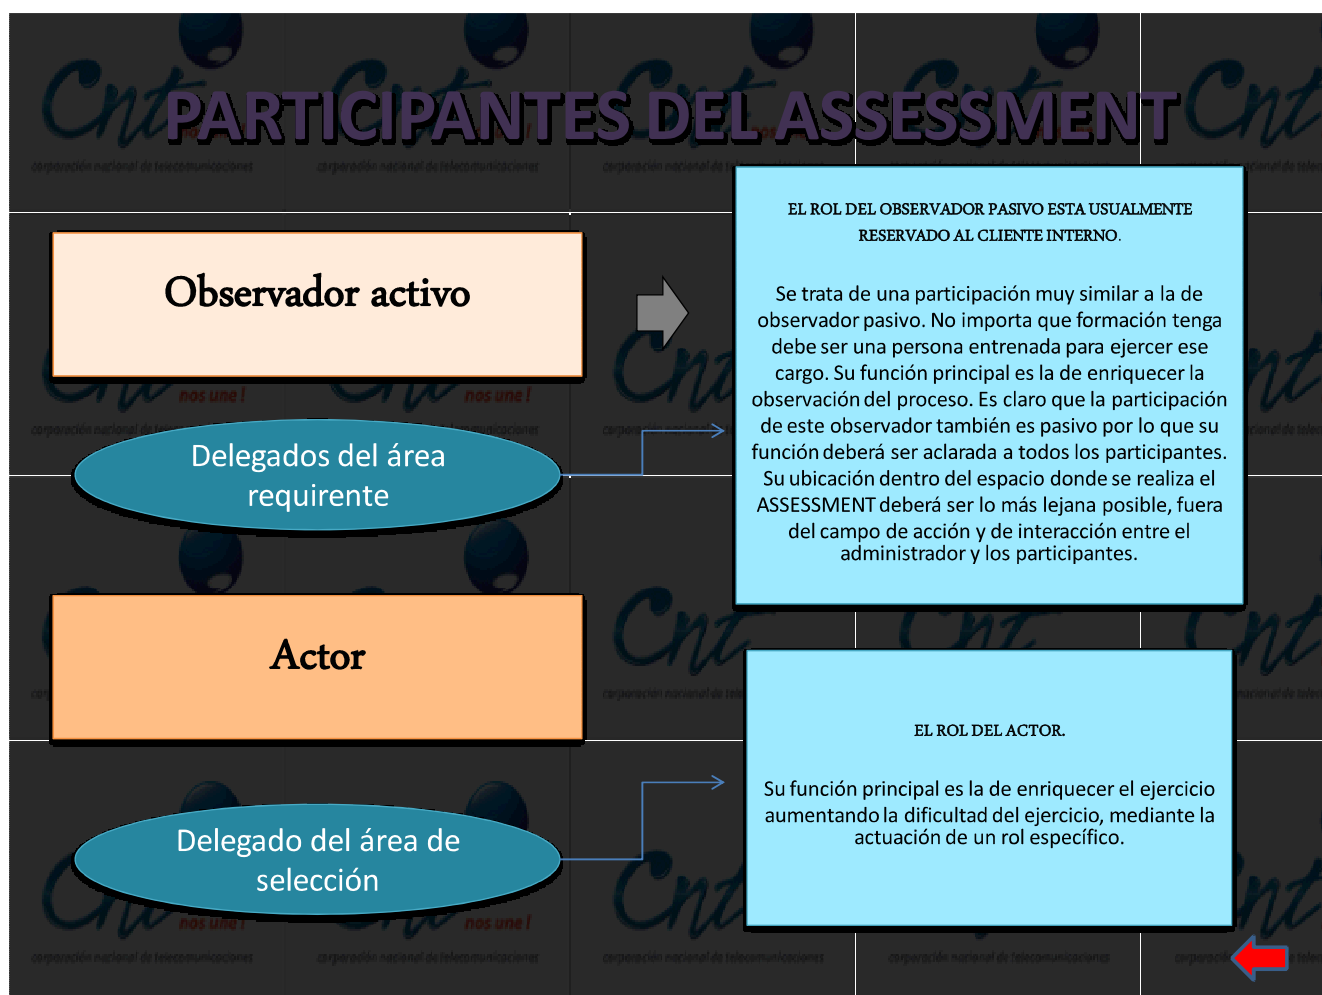 PARTICIPANTES DEL ASSESSMENT
Observador activo
Delegados del área
requirente
EL ROL DEL OBSERVADOR PASIVO ESTA USUALMENTE
RESERVADO AL CLIENTE INTERNO.
Se trata de una participación muy similar a la de
observador pasivo. No importa que formación tenga
debe ser una persona entrenada para ejercer ese
cargo. Su función principal es la de enriquecer la
observación del proceso. Es claro que la participación
de este observador también es pasivo por lo que su
función deberá ser aclarada a todos los participantes.
Su ubicación dentro del espacio donde se realiza el
ASSESSMENT deberá ser lo más lejana posible, fuera
del campo de acción y de interacción entre el
administrador y los participantes.
Actor
Delegado del área de
selección
EL ROL DEL ACTOR.
Su función principal es la de enriquecer el ejercicio
aumentando la dificultad del ejercicio, mediante la
actuación de un rol específico.
Cnt
nos une!
corporación nacional de telecomunicaciones